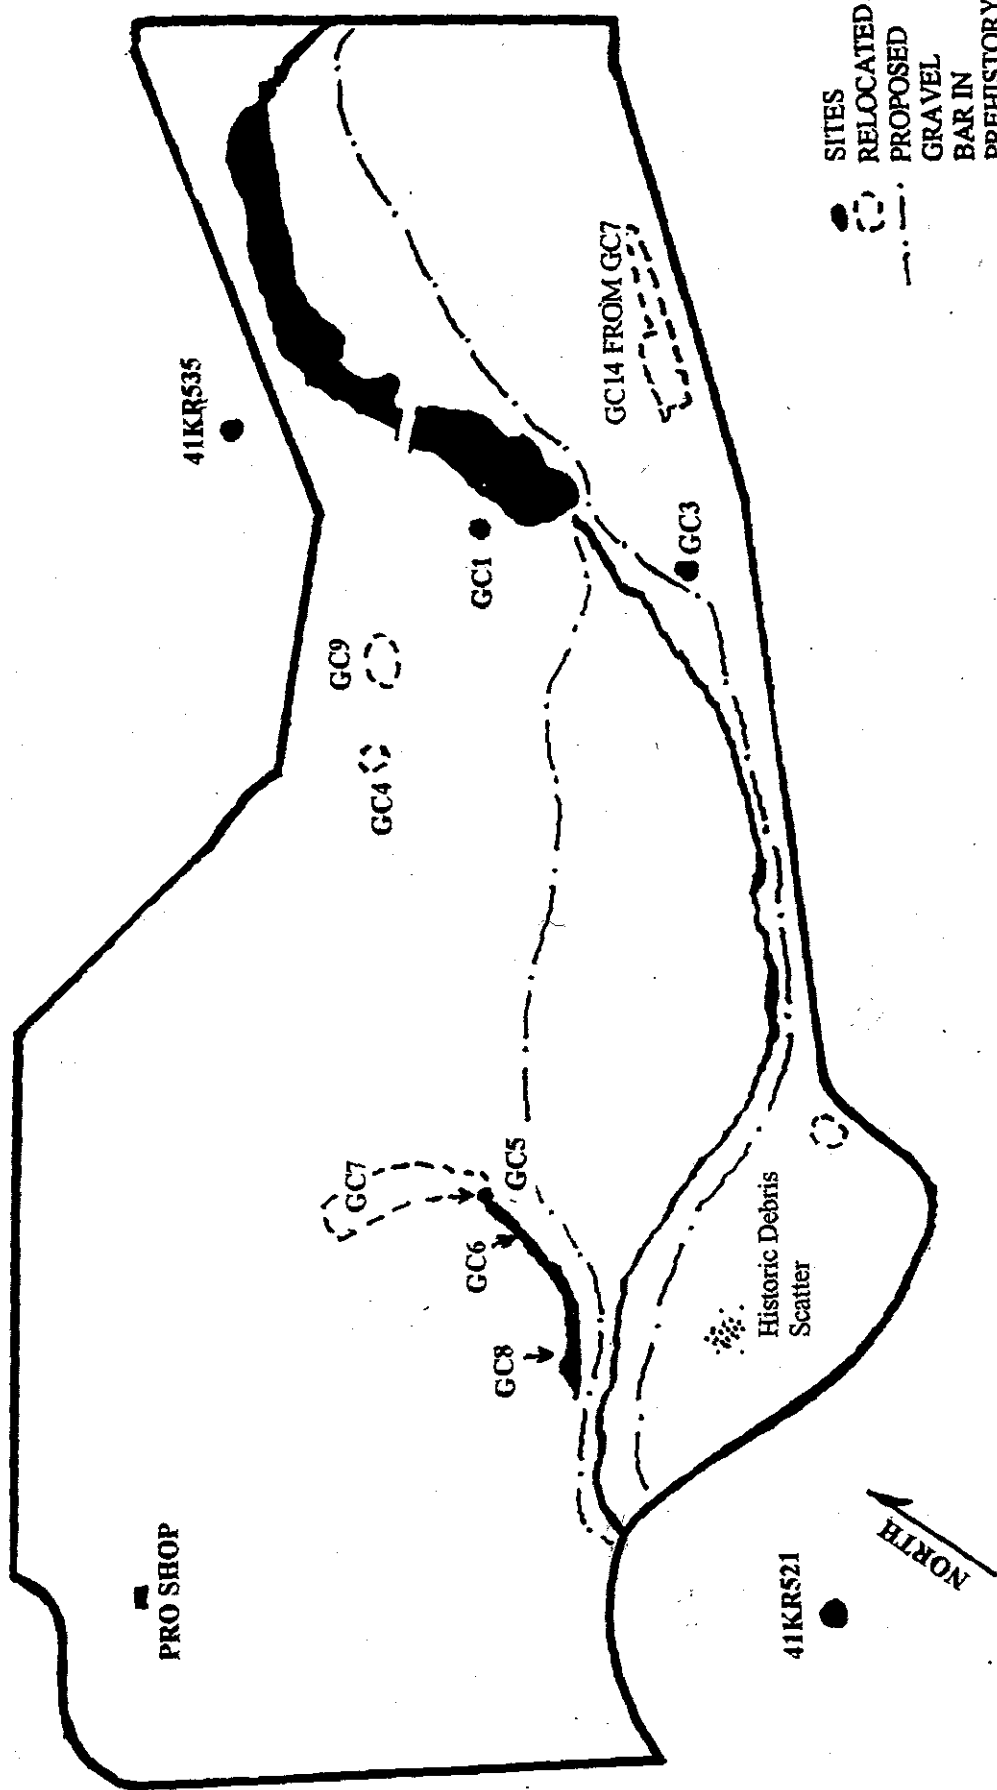 PRO SHOP
GC8
GC6
GC7
GC5
GC4
GC9
GC1
41KR535
GC14 FROM GC7
GC3
Historic Debris
Scatter
41KR521
NORTH
SITES
RELOCATED
PROPOSED
GRAVEL
BAR IN
PREHISTORY